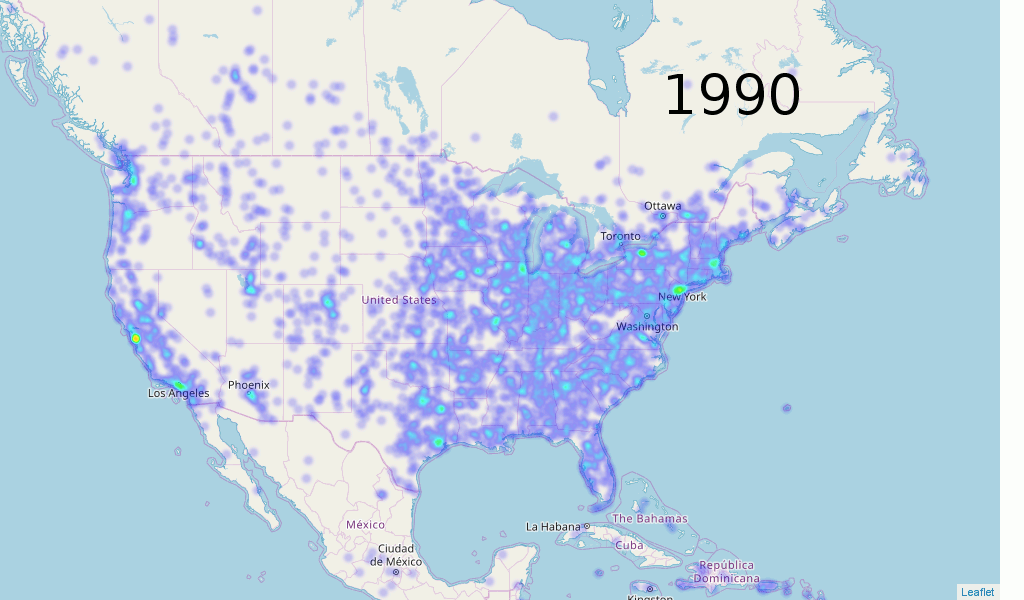 1990
Ottawa
Toronto
United States
New York
Washington
Los Angeles
Phoenix
La Habana
The Bahamas
México
Cuba
Ciudad
de México
República
Dominicana
Kingston
Leaflet